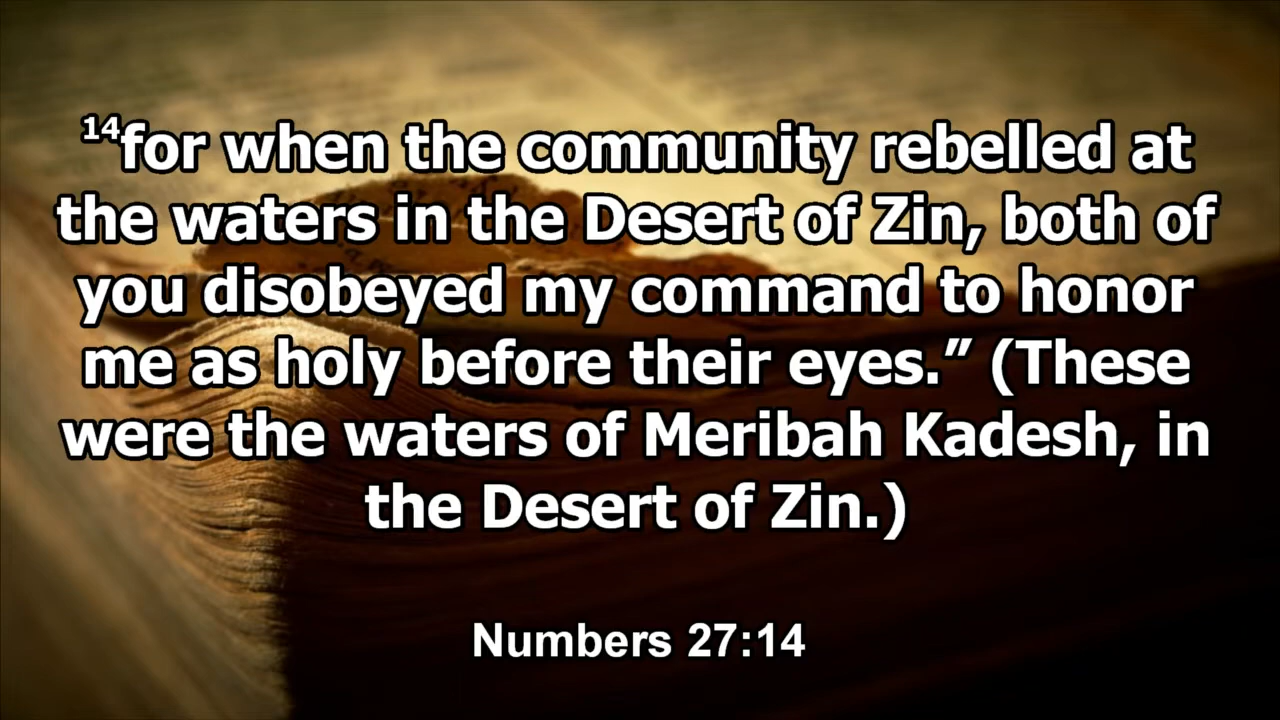 14for when the community rebelled at
the waters in the Desert of Zin, both of
you disobeyed my command to honor
me as holy before their eyes.” (These
were the waters of Meribah Kadesh, in
the Desert of Zin.)
Numbers 27:14